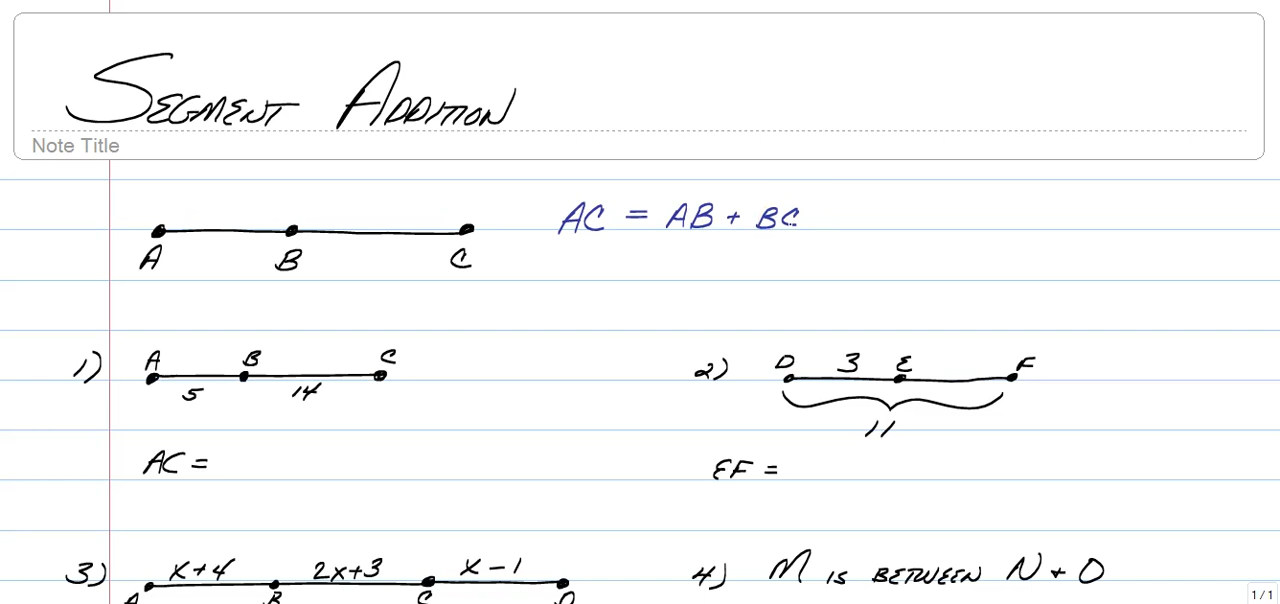 SEGMENT ADDITION
Note Title
AC = AB + BC
A B C
1) A B C
5 14
2) D 3 E F
11
AC =
EF =
3) x+4 2x+3 x-1
A B C D
4) M IS BETWEEN N + O
1/1